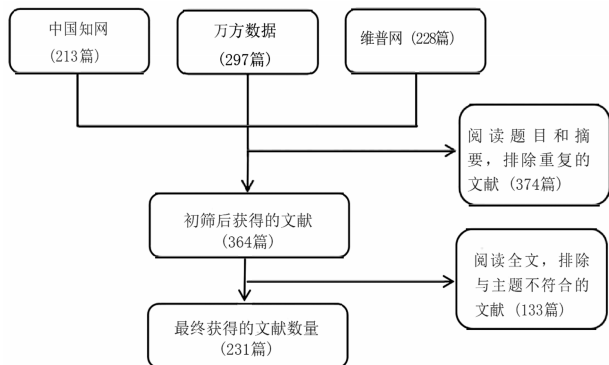 中国知网
(213篇)
万方数据
(297篇)
维普网 (228篇)
阅读题目和摘
要，排除重复的
文献 (374篇)
初筛后获得的文献
(364篇)
阅读全文，排除
与主题不符合的
文献 (133篇)
最终获得的文献数量
(231篇)